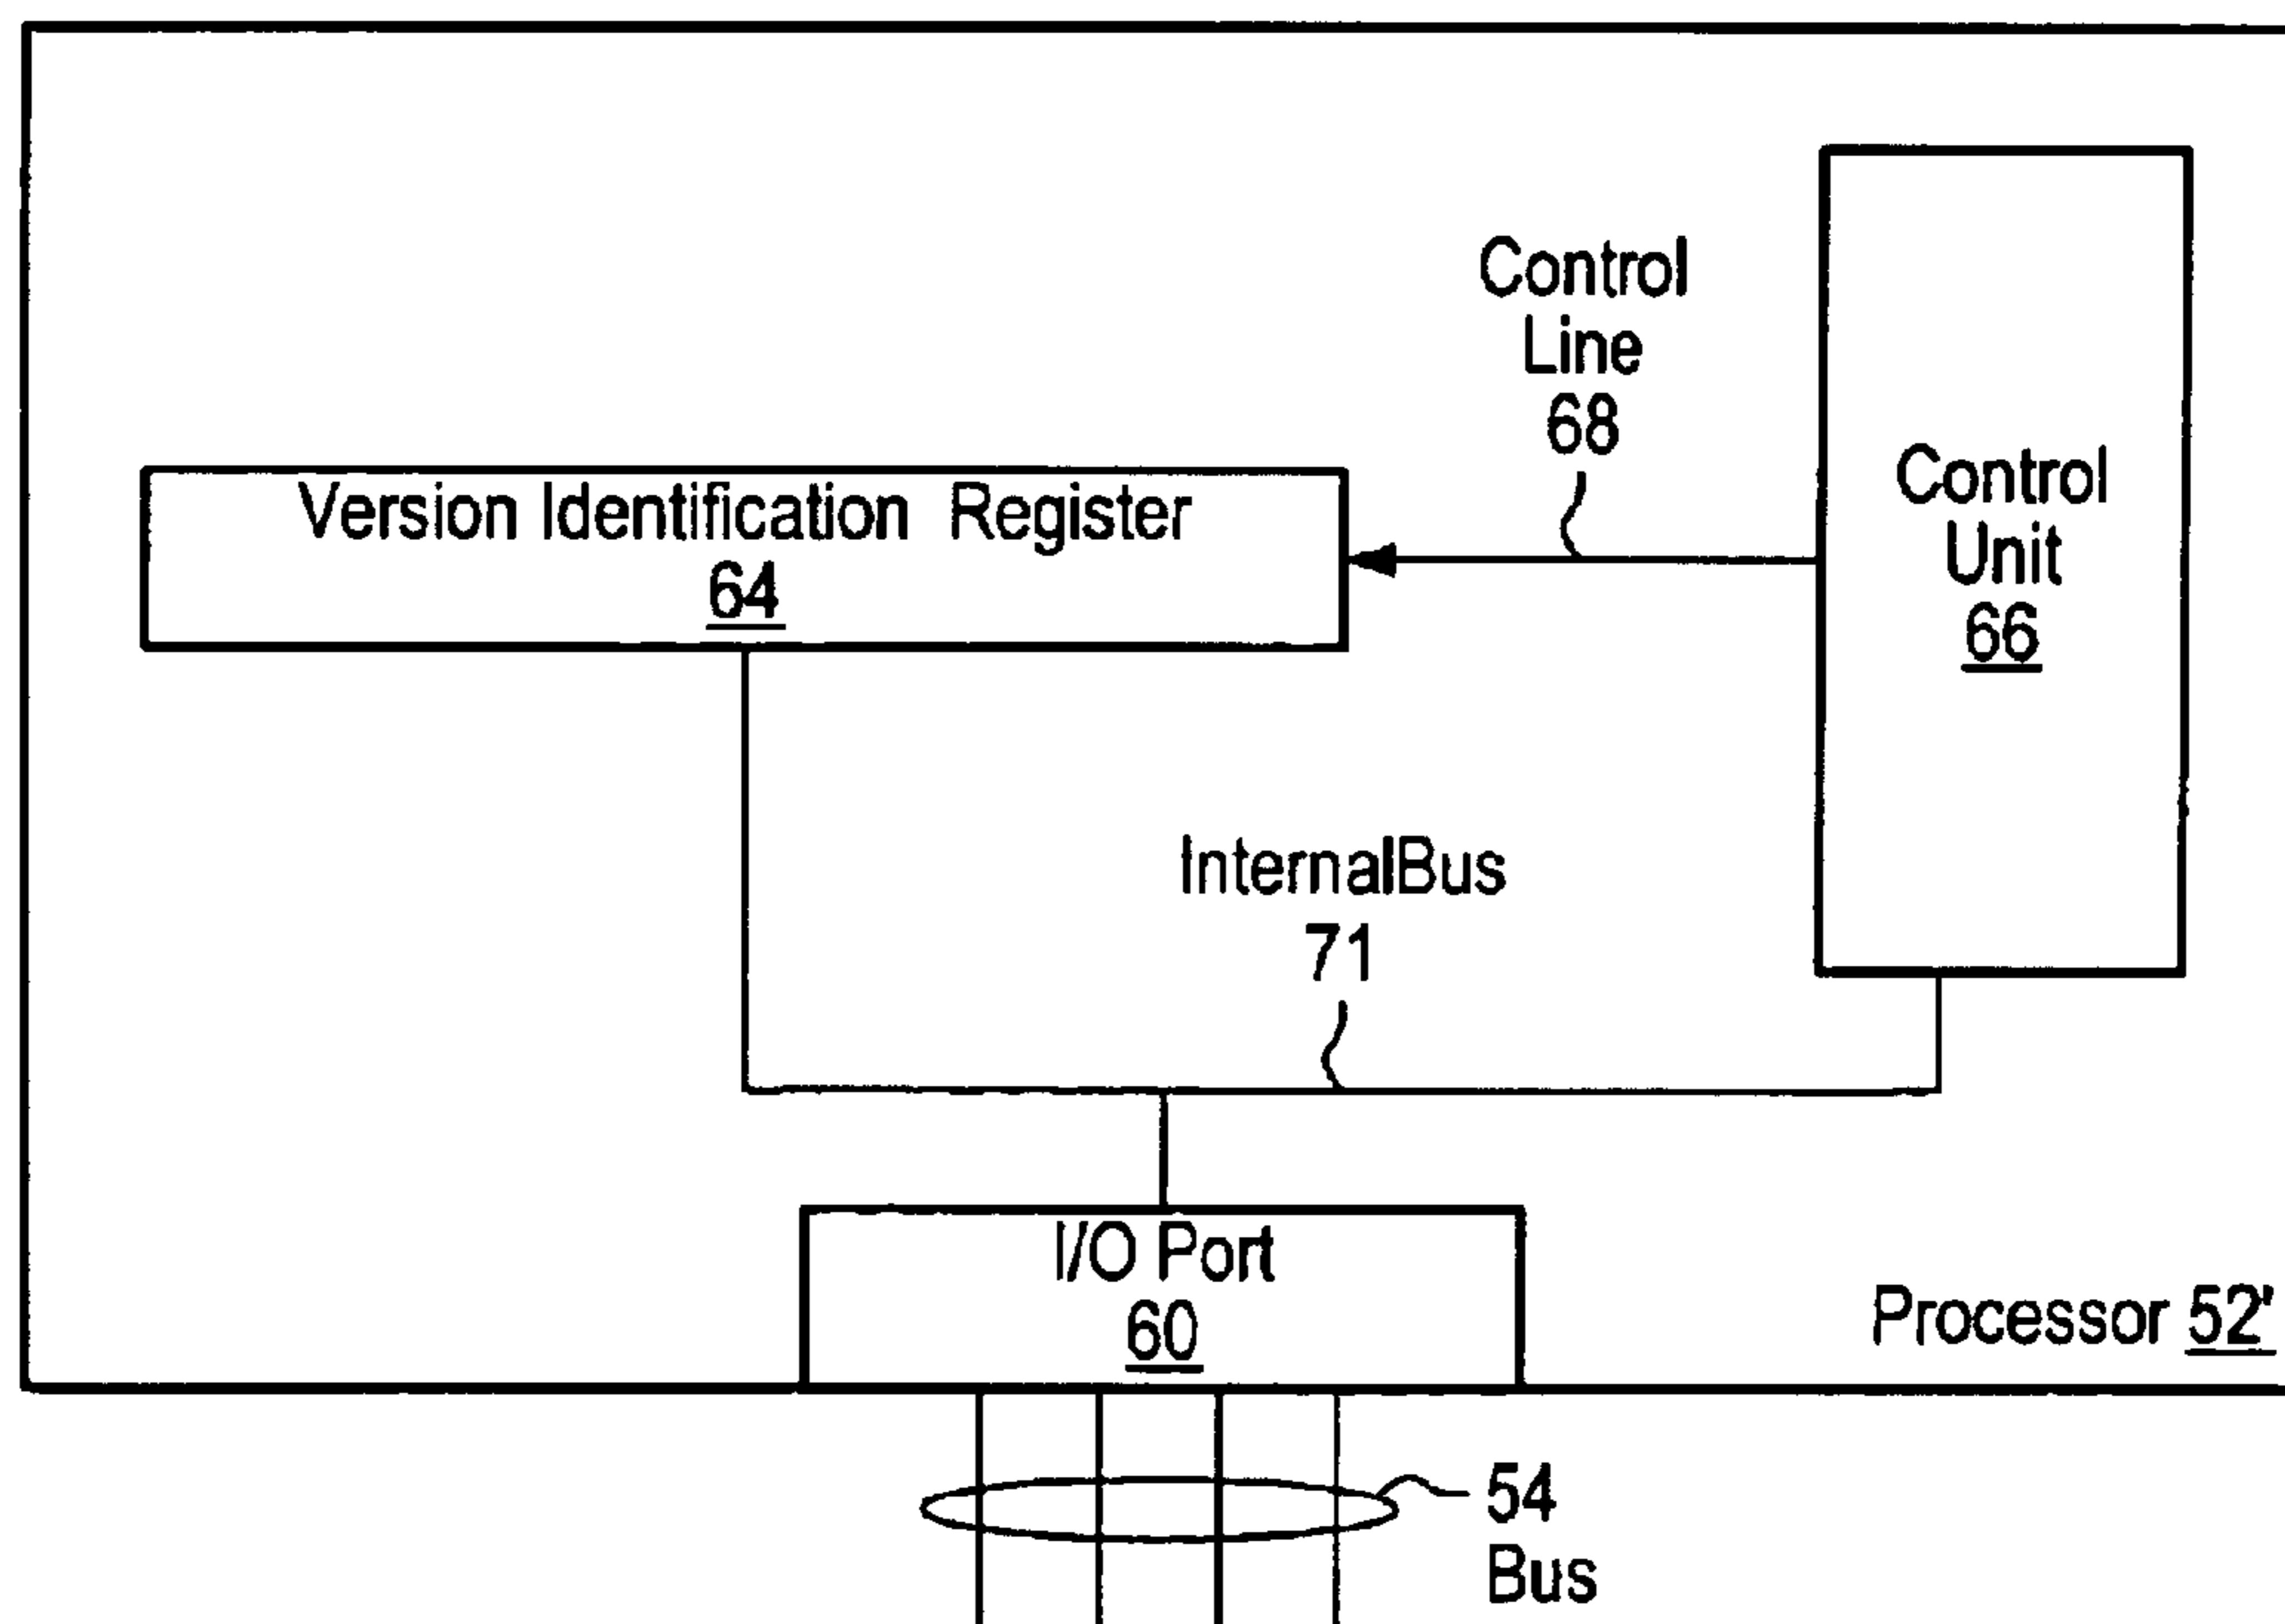 Control
Line
68
Version Identification Register
64
Control
Unit
66
InternalBus
71
I/O Port
60
Processor 52'
54
Bus